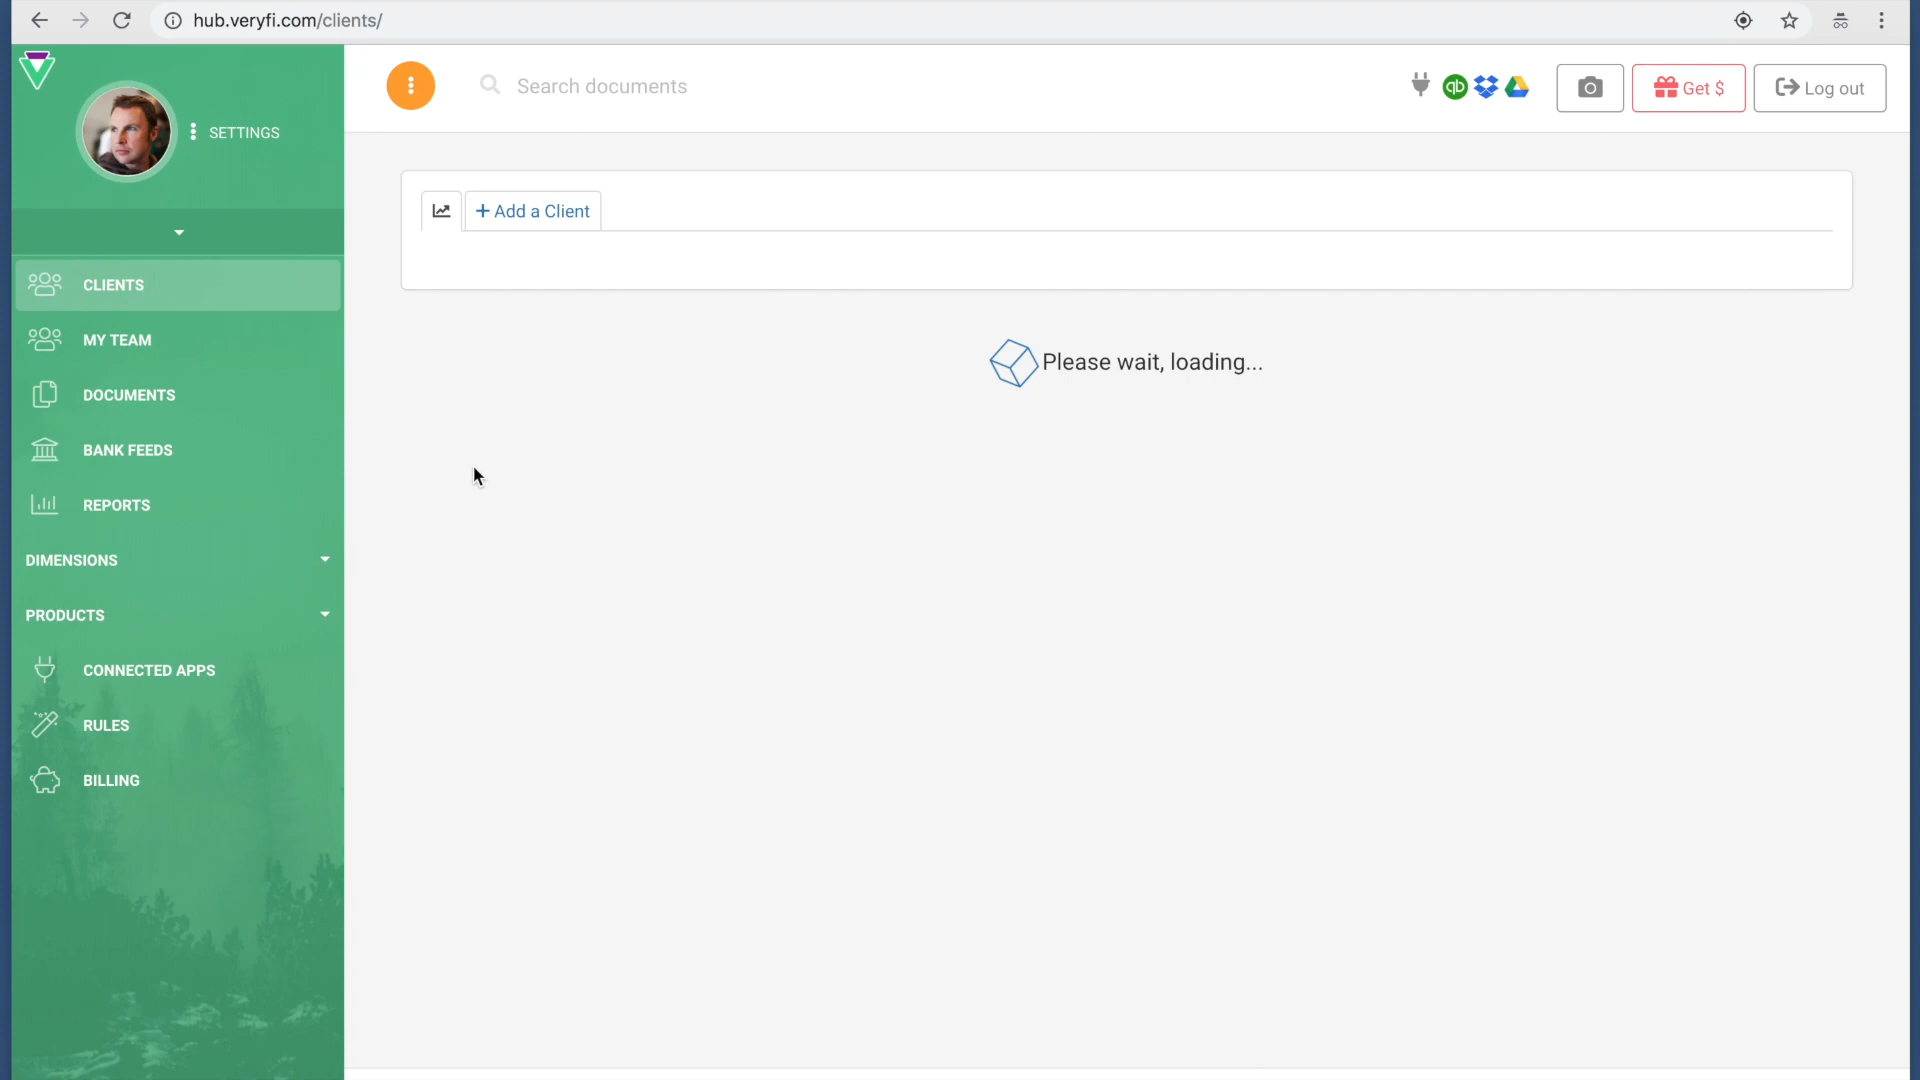 hub.veryfi.com/clients/
SETTINGS
Search documents
qb
Get $
Log out
+ Add a Client
Please wait, loading...
CLIENTS
MY TEAM
DOCUMENTS
BANK FEEDS
REPORTS
DIMENSIONS
PRODUCTS
CONNECTED APPS
RULES
BILLING